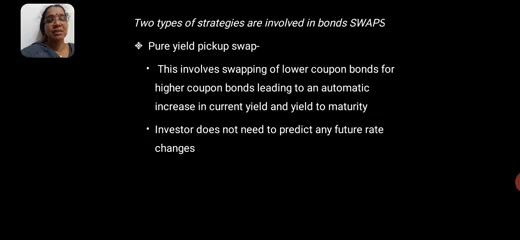 Two types of strategies are involved in bonds SWAPS
❖ Pure yield pickup swap-
• This involves swapping of lower coupon bonds for
higher coupon bonds leading to an automatic
increase in current yield and yield to maturity
• Investor does not need to predict any future rate
changes